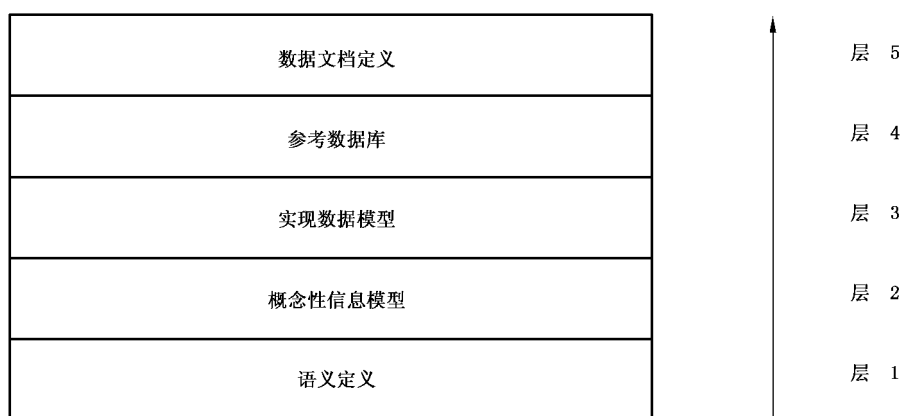 数据文档定义 层 5
参考数据库 层 4
实现数据模型 层 3
概念性信息模型 层 2
语义定义 层 1